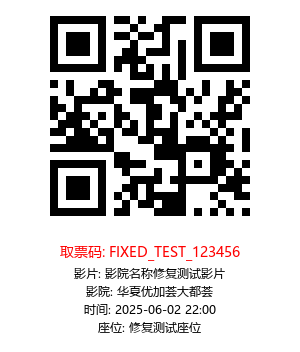 取票码: FIXED_TEST_123456
影片: 影院名称修复测试影片
影院: 华夏优加荟大都荟
时间: 2025-06-02 22:00
座位: 修复测试座位